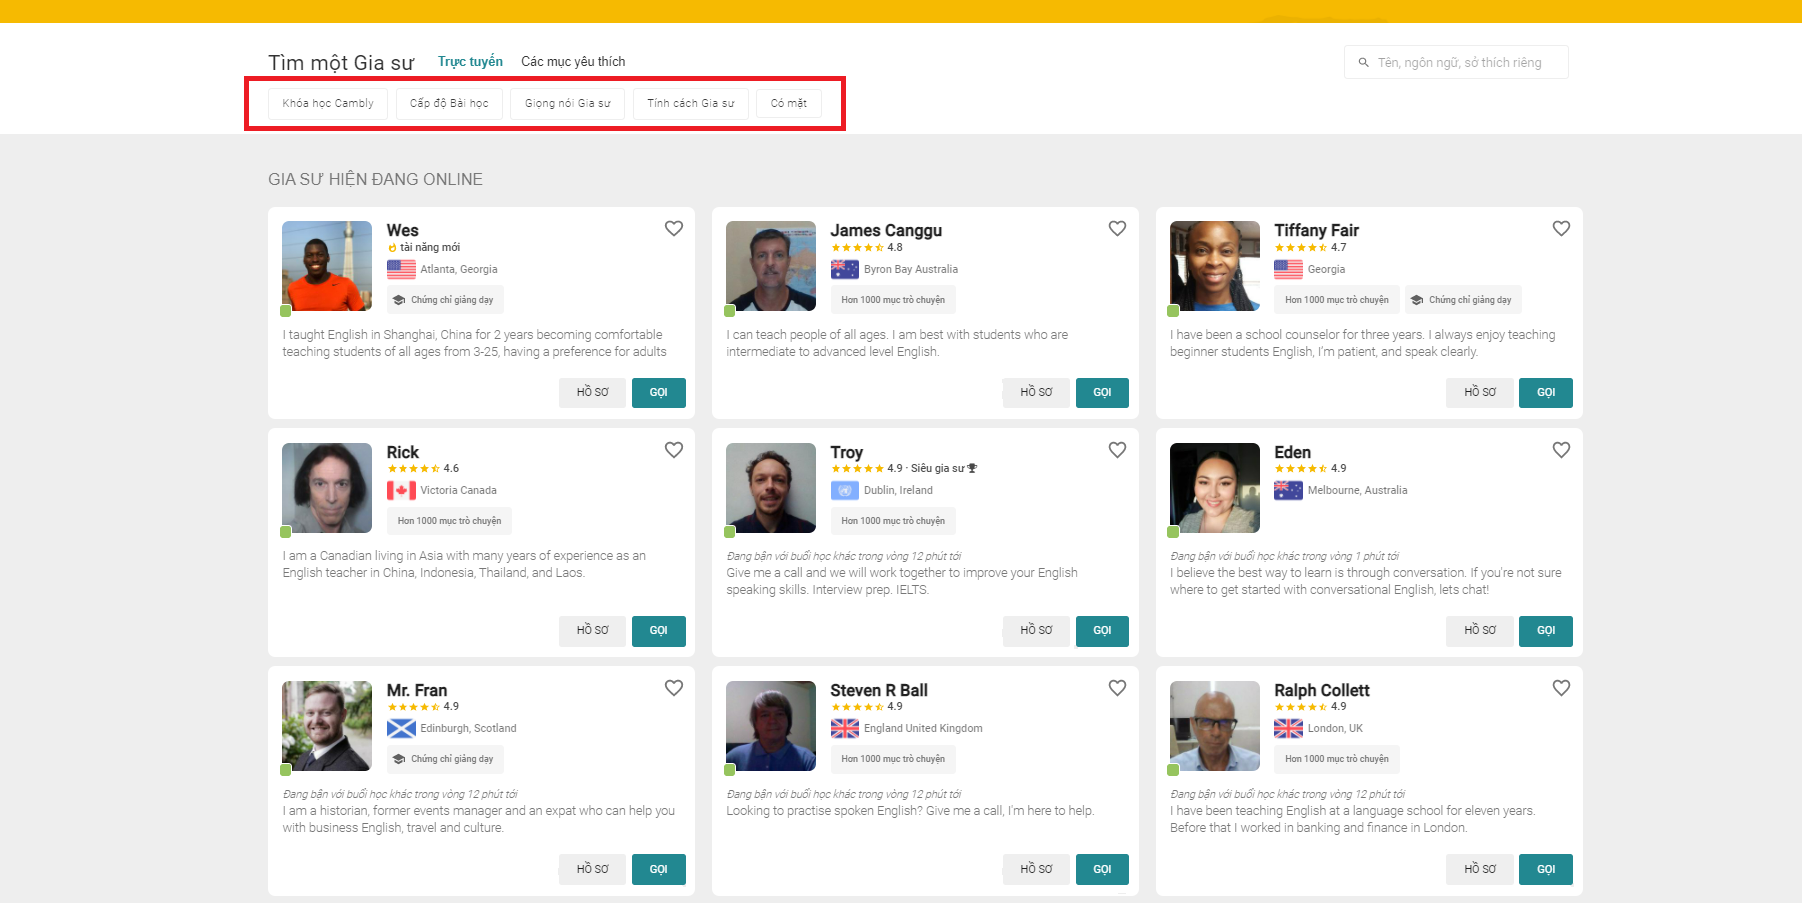 Tìm một Gia sư
Trực tuyến
Các mục yêu thích
Tên, ngôn ngữ, sở thích riêng
Khóa học Cambly
Cấp độ Bài học
Giọng nói Gia sư
Tính cách Gia sư
Có mặt
GIA SƯ HIỆN ĐANG ONLINE
Wes
tài năng mới
Atlanta, Georgia
Chứng chỉ giảng dạy
I taught English in Shanghai, China for 2 years becoming comfortable
teaching students of all ages from 3-25, having a preference for adults
HỒ SƠ
GỌI
James Canggu
4.8
Byron Bay Australia
Hơn 1000 mục trò chuyện
I can teach people of all ages. I am best with students who are
intermediate to advanced level English.
HỒ SƠ
GỌI
Tiffany Fair
4.7
Georgia
Hơn 1000 mục trò chuyện
Chứng chỉ giảng dạy
I have been a school counselor for three years. I always enjoy teaching
beginner students English, I'm patient, and speak clearly.
HỒ SƠ
GỌI
Rick
4.6
Victoria Canada
Hơn 1000 mục trò chuyện
I am a Canadian living in Asia with many years of experience as an
English teacher in China, Indonesia, Thailand, and Laos.
HỒ SƠ
GỌI
Troy
4.9 · Siêu gia sư
Dublin, Ireland
Hơn 1000 mục trò chuyện
Đang bận với buổi học khác trong vòng 12 phút tới
Give me a call and we will work together to improve your English
speaking skills. Interview prep. IELTS.
HỒ SƠ
GỌI
Eden
4.9
Melbourne, Australia
Đang bận với buổi học khác trong vòng 1 phút tới
I believe the best way to learn is through conversation. If you're not sure
where to get started with conversational English, lets chat!
HỒ SƠ
GỌI
Mr. Fran
4.9
Edinburgh, Scotland
Chứng chỉ giảng dạy
Đang bận với buổi học khác trong vòng 12 phút tới
I am a historian, former events manager and an expat who can help you
with business English, travel and culture.
HỒ SƠ
GỌI
Steven R Ball
4.9
England United Kingdom
Hơn 1000 mục trò chuyện
Đang bận với buổi học khác trong vòng 12 phút tới
Looking to practise spoken English? Give me a call, I'm here to help.
HỒ SƠ
GỌI
Ralph Collett
4.9
London, UK
Hơn 1000 mục trò chuyện
Đang bận với buổi học khác trong vòng 12 phút tới
I have been teaching English at a language school for eleven years.
Before that I worked in banking and finance in London.
HỒ SƠ
GỌI